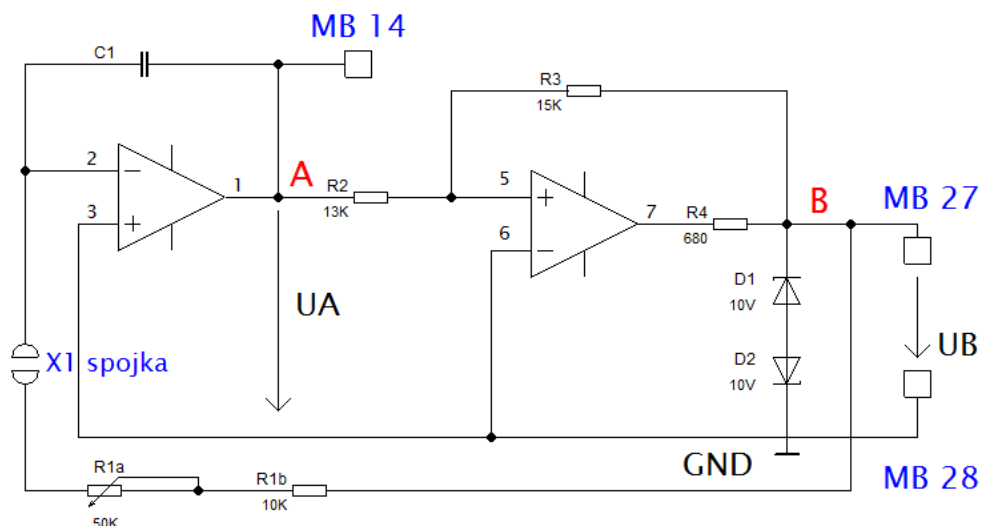 MB 14
C1
R3
15K
2
3
1
A
R2
13K
5
6
7
R4
680
B
MB 27
D1
10V
UA
UB
X1 spojka
D2
10V
GND
MB 28
R1a
50K
R1b
10K